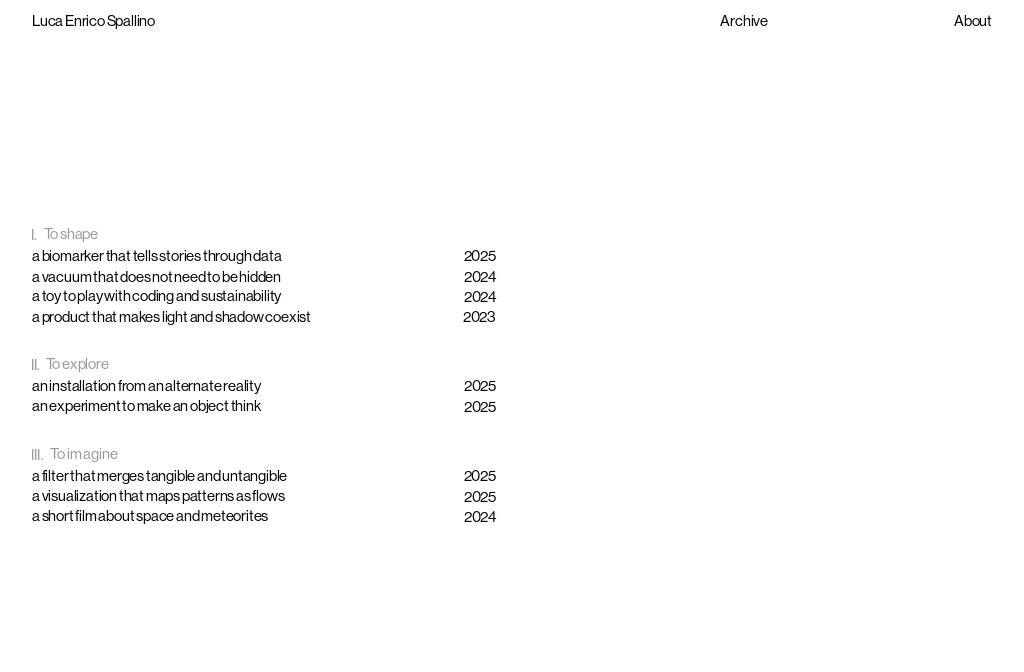 Luca Enrico Spallino Archive About
I. To shape
a biomarker that tells stories through data 2025
a vacuum that does not need to be hidden 2024
a toy to play with coding and sustainability 2024
a product that makes light and shadow coexist 2023
II. To explore
an installation from an alternate reality 2025
an experiment to make an object think 2025
III. To imagine
a filter that merges tangible and untangible 2025
a visualization that maps patterns as flows 2025
a short film about space and meteorites 2024